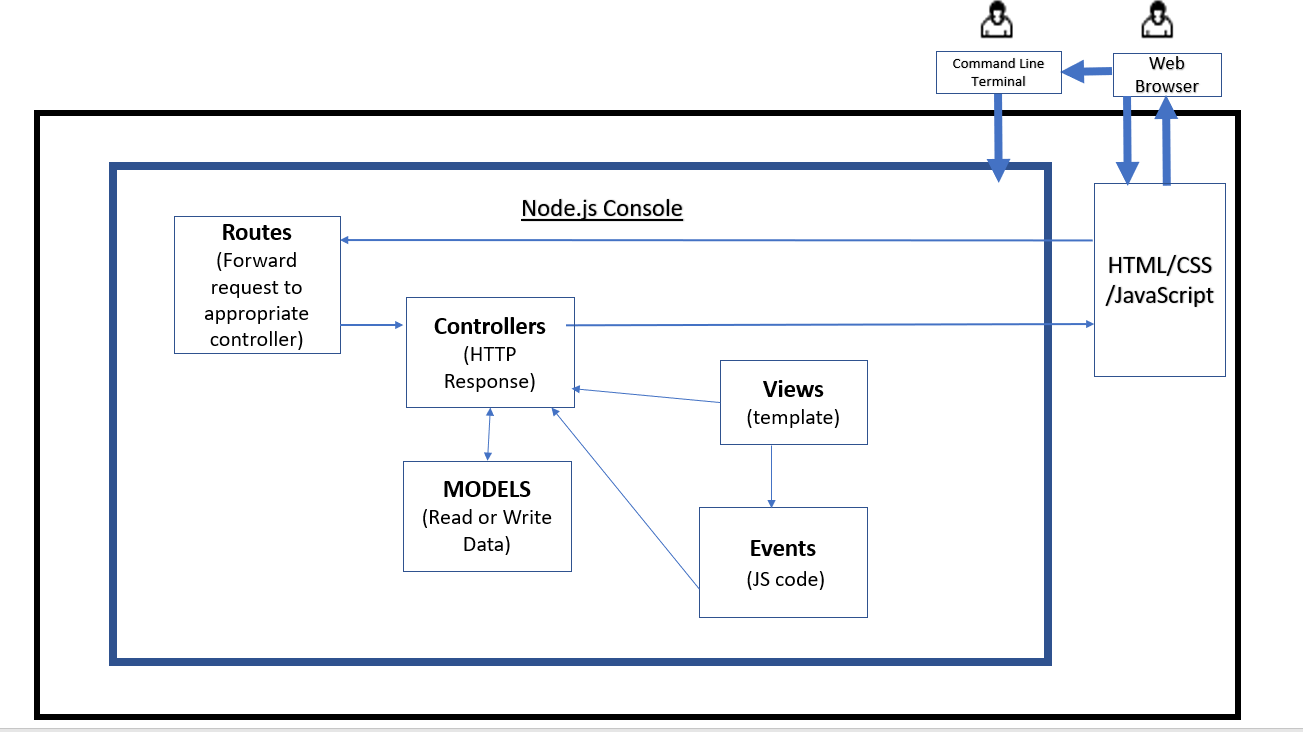 Command Line
Terminal
Web
Browser
Node.js Console
Routes
(Forward
request to
appropriate
controller)
HTML/CSS
/JavaScript
Controllers
(HTTP
Response)
Views
(template)
MODELS
(Read or Write
Data)
Events
(JS code)